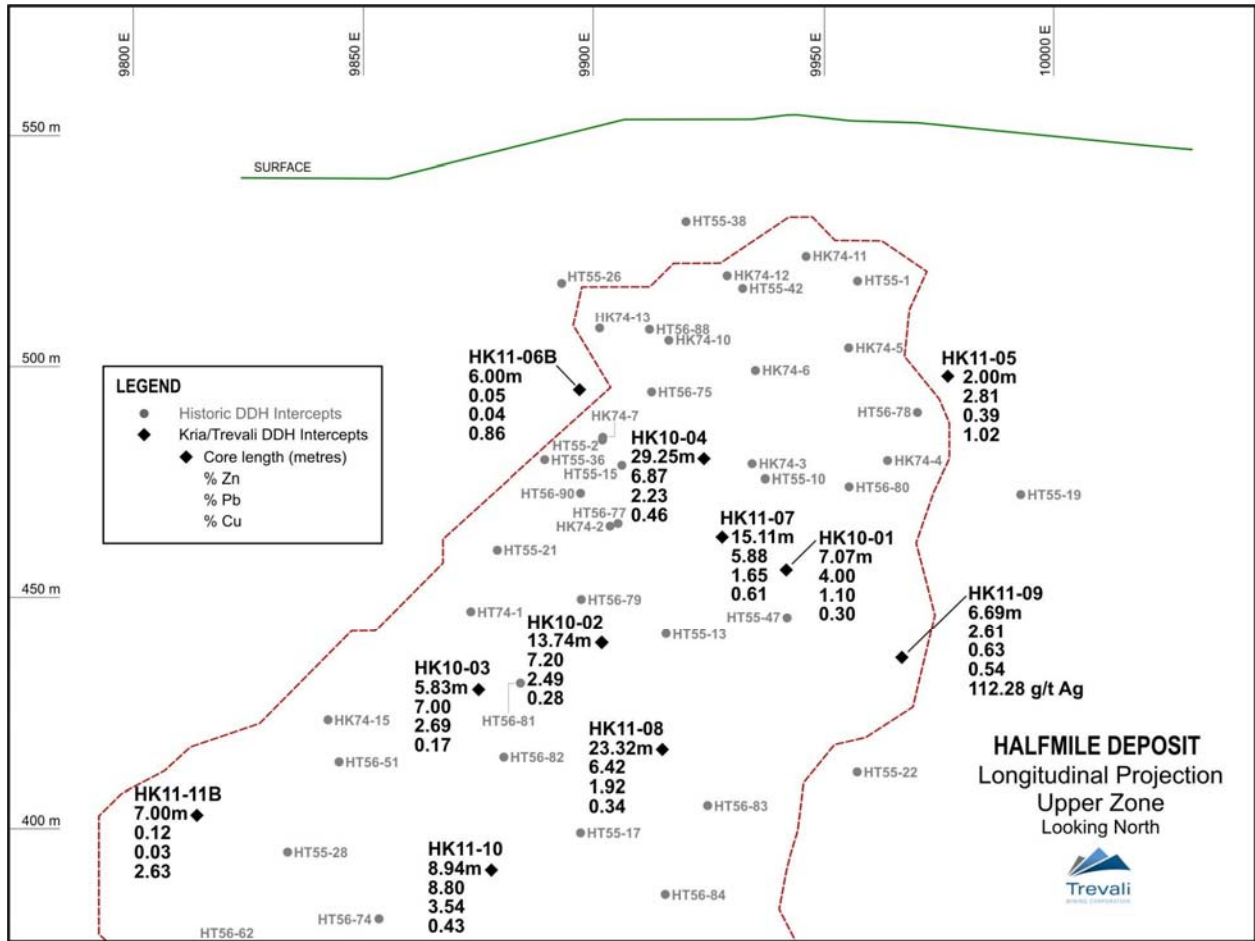 9800 E
9850 E
9900 E
9950 E
10000 E
550 m
SURFACE
HT55-38
HK74-11
HT55-26
HK74-12
HT55-1
HT55-42
HK74-13
HT56-88
HK74-10
HK74-5
500 m
HK11-06B
6.00m
0.05
0.04
0.86
HK74-6
HK11-05
2.00m
2.81
0.39
1.02
LEGEND
Historic DDH Intercepts
Kria/Trevali DDH Intercepts
Core length (metres)
% Zn
% Pb
% Cu
HT56-75
HK74-7
HT56-78
HT55-2
HT55-36
HT55-15
HK10-04
29.25m
6.87
2.23
0.46
HK74-3
HT55-10
HK74-4
HT56-80
HT55-19
HT56-90
HT56-77
HK74-2
HT55-21
HK11-07
15.11m
5.88
1.65
0.61
HK10-01
7.07m
4.00
1.10
0.30
450 m
HT56-79
HT74-1
HT55-47
HT55-13
HK10-02
13.74m
7.20
2.49
0.28
HK11-09
6.69m
2.61
0.63
0.54
112.28 g/t Ag
HK10-03
5.83m
7.00
2.69
0.17
HT56-81
HK74-15
HT56-51
HT56-82
HK11-08
23.32m
6.42
1.92
0.34
HT55-22
HALFMILE DEPOSIT
Longitudinal Projection
Upper Zone
Looking North
Trevali
MINING CORPORATION
HK11-11B
7.00m
0.12
0.03
2.63
400 m
HT56-83
HT55-17
HT55-28
HK11-10
8.94m
8.80
3.54
0.43
HT56-84
HT56-74
HT56-62